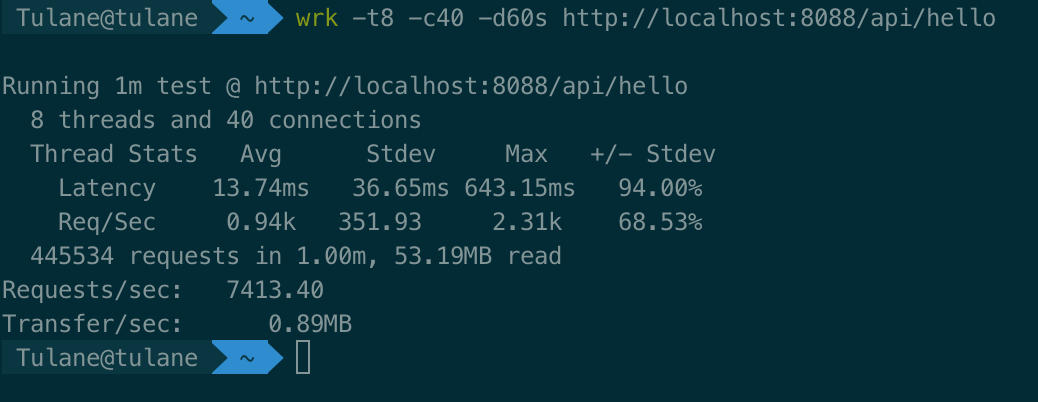 Tulane@tulane ~ wrk -t8 -c40 -d60s http://localhost:8088/api/hello
Running 1m test @ http://localhost:8088/api/hello
8 threads and 40 connections
Thread Stats Avg Stdev Max +/- Stdev
Latency 13.74ms 36.65ms 643.15ms 94.00%
Req/Sec 0.94k 351.93 2.31k 68.53%
445534 requests in 1.00m, 53.19MB read
Requests/sec: 7413.40
Transfer/sec: 0.89MB
Tulane@tulane ~